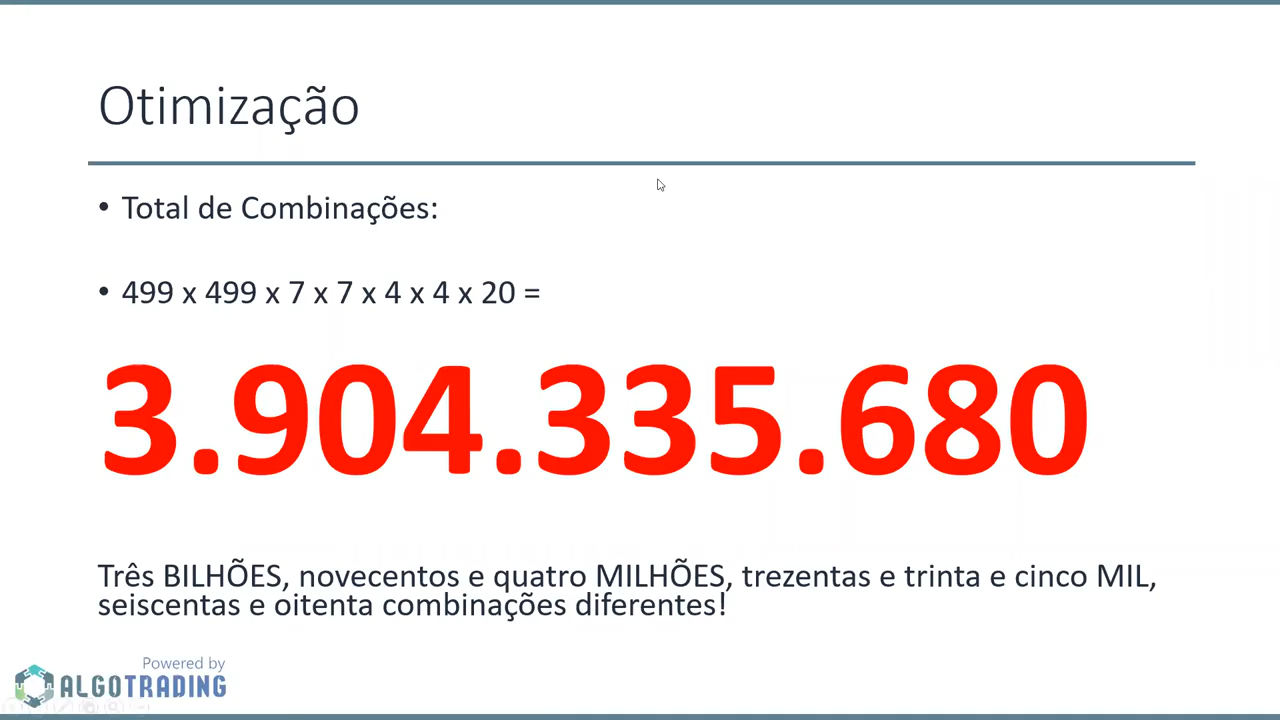 Otimização
• Total de Combinações:
• 499 x 499 x 7 x 7 x 4 x 4 x 20 =
3.904.335.680
Três BILHÕES, novecentos e quatro MILHÕES, trezentas e trinta e cinco MIL,
seiscentas e oitenta combinações diferentes!
Powered by
ALGOTRADING